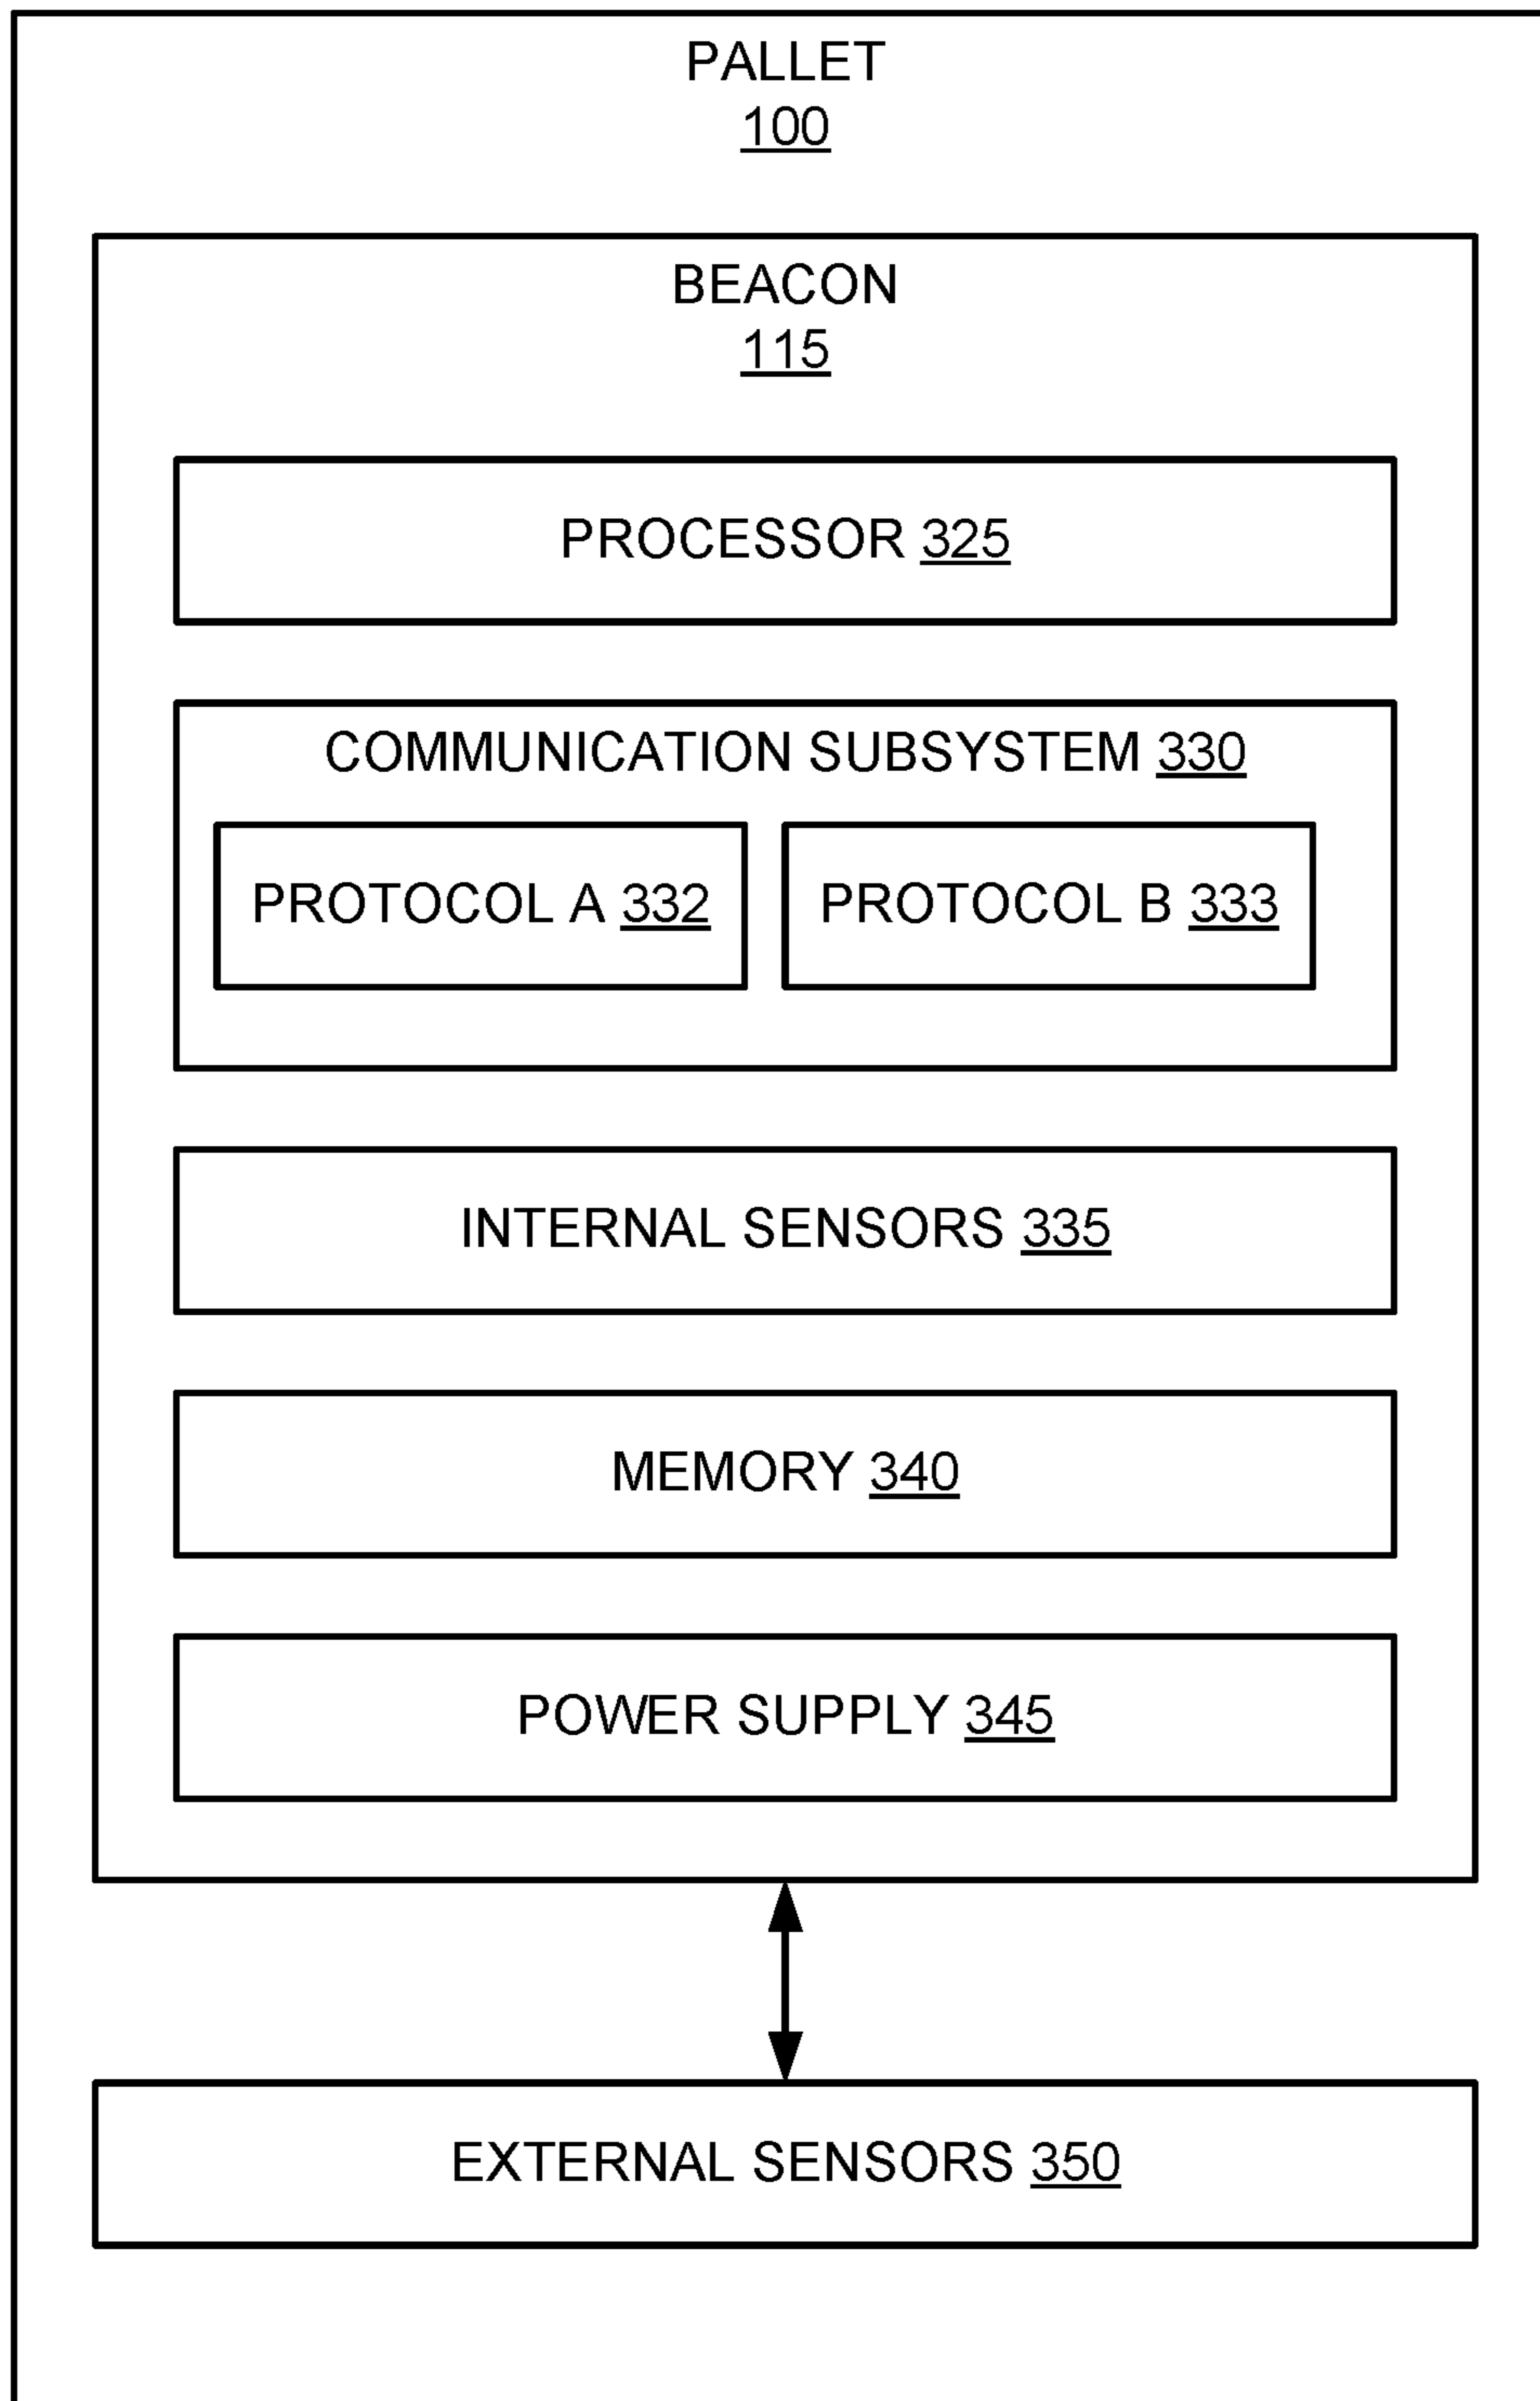 PALLET
100
BEACON
115
PROCESSOR 325
COMMUNICATION SUBSYSTEM 330
PROTOCOL A 332
PROTOCOL B 333
INTERNAL SENSORS 335
MEMORY 340
POWER SUPPLY 345
EXTERNAL SENSORS 350